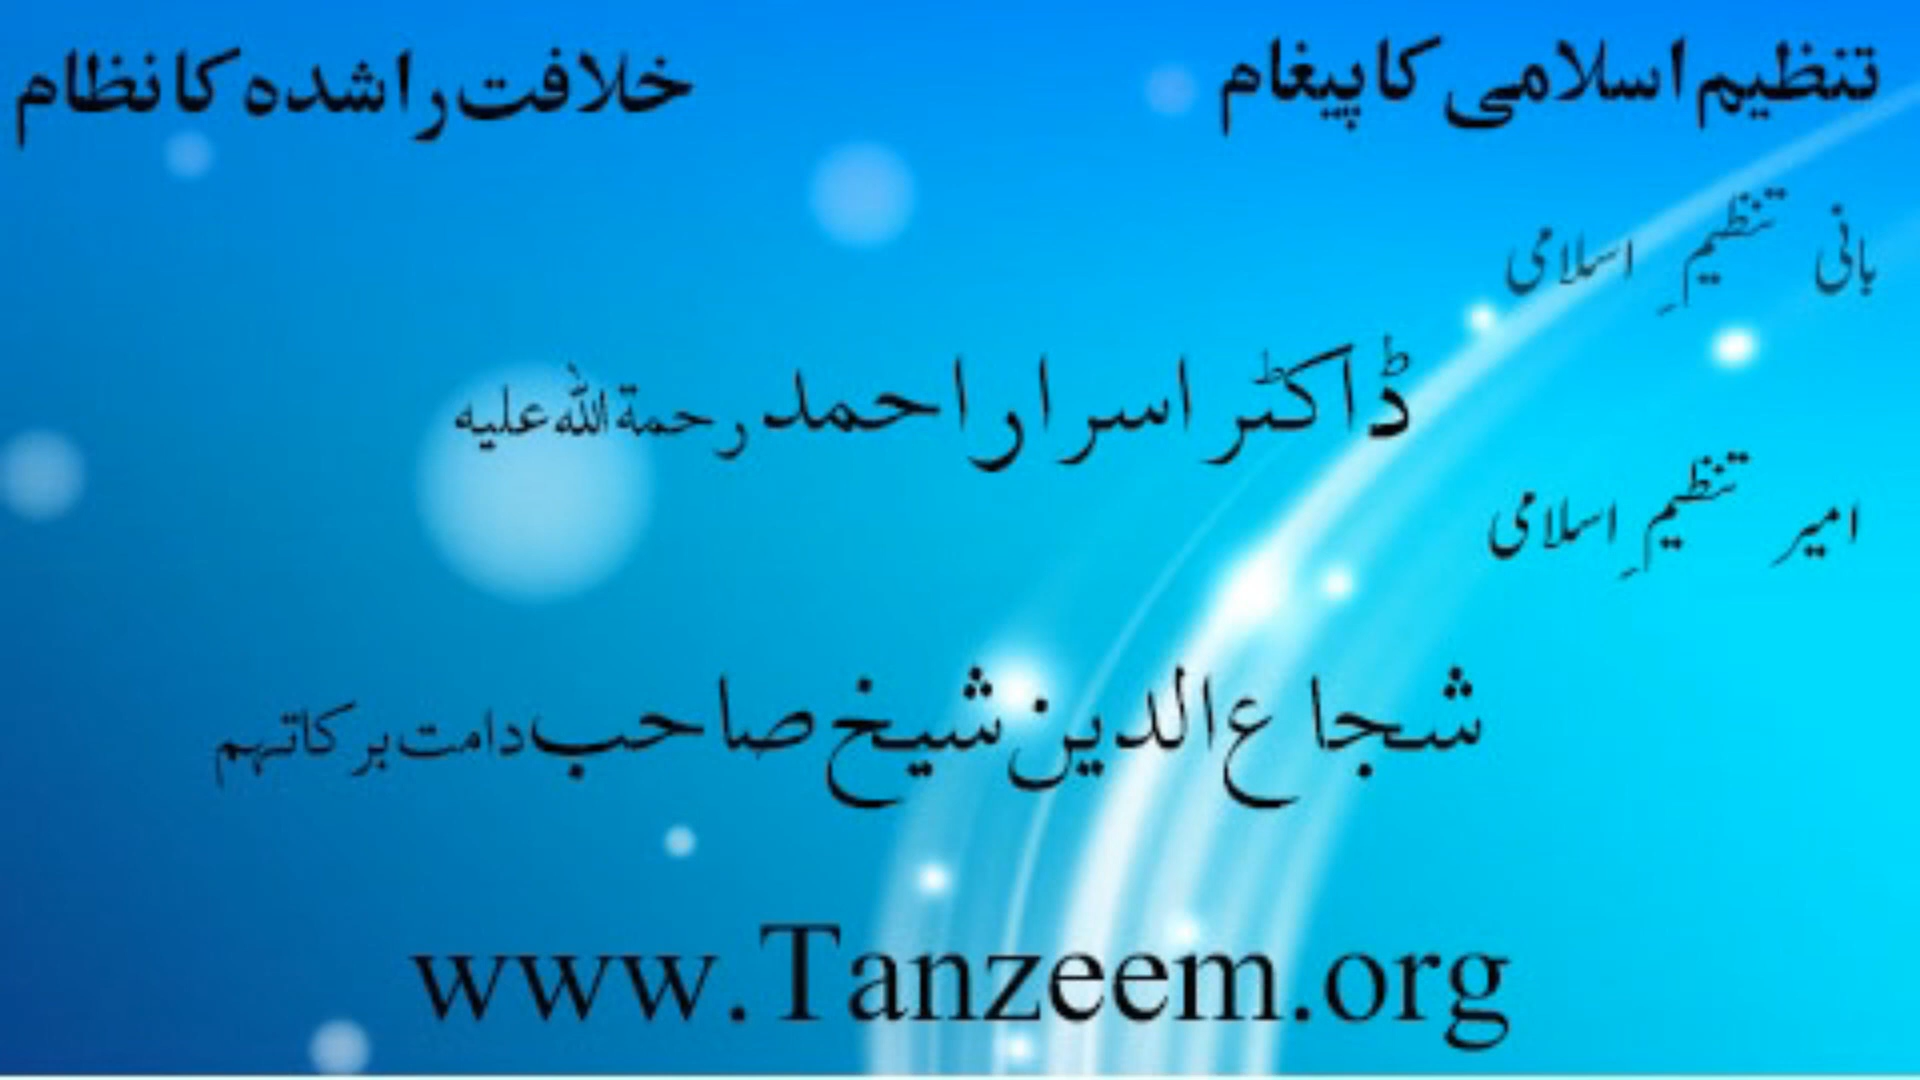 تنظیم اسلامی کا پیغام
خلافت راشدہ کا نظام
بانی تنظیمِ اسلامی
ڈاکٹر اسرار احمد رحمة اللہ علیہ
امیر تنظیمِ اسلامی
شجاع الدین شیخ صاحب دامت برکاتہم
www.Tanzeem.org